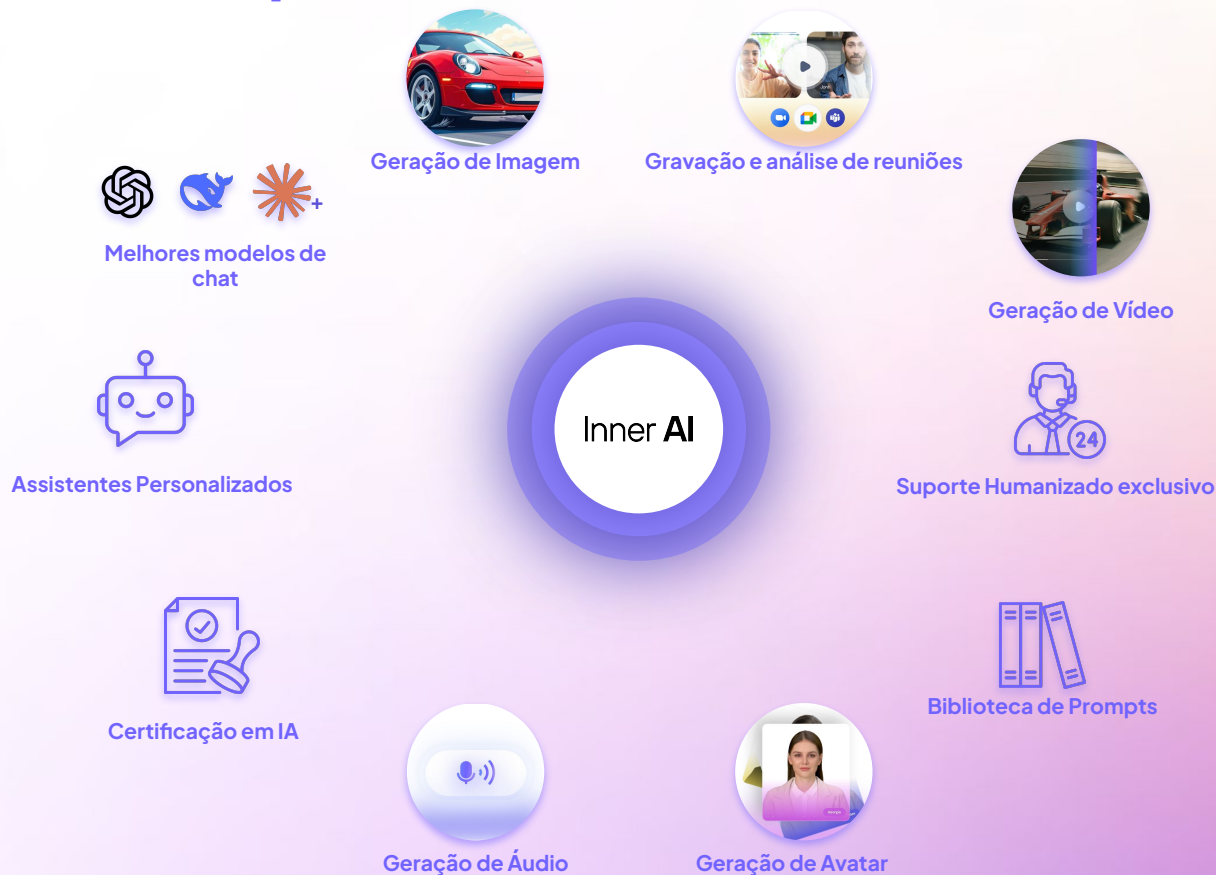 Geração de Imagem
Gravação e análise de reuniões
+
Melhores modelos de
chat
Geração de Vídeo
Inner AI
24
Assistentes Personalizados
Suporte Humanizado exclusivo
Biblioteca de Prompts
Certificação em IA
Geração de Áudio
Geração de Avatar